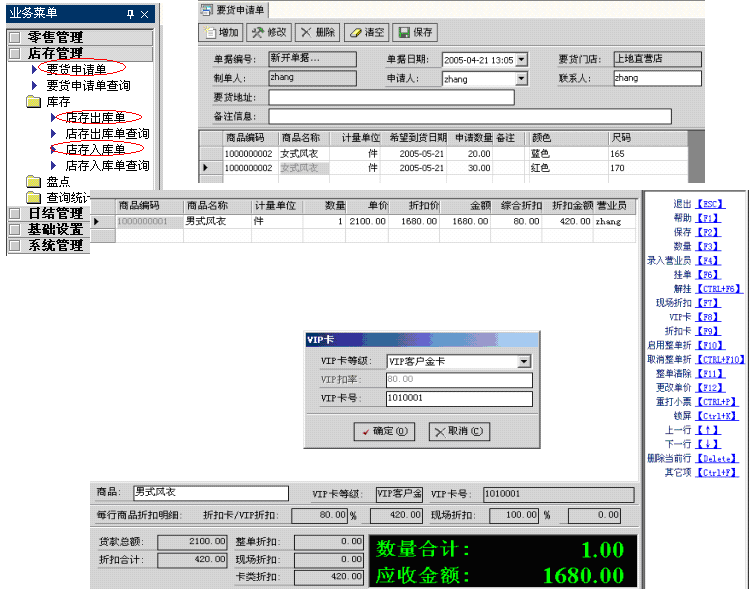 业务菜单
零售管理
店存管理
要货申请单
要货申请单查询
库存
店存出库单
店存出库单查询
店存入库单
店存入库单查询
盘点
查询统计
日结管理
基础设置
系统管理
要货申请单
增加 修改 删除 清空 保存
单据编号: 新开单据... 单据日期: 2005-04-21 13:05 要货门店: 上地直营店
制单人: zhang 申请人: zhang 联系人: zhang
要货地址:
备注信息:
商品编码 商品名称 计量单位 希望到货日期 申请数量 备注 颜色 尺码
1000000002 女式风衣 件 2005-05-21 20.00 蓝色 165
1000000002 女式风衣 件 2005-05-21 30.00 红色 170
商品编码 商品名称 计量单位 数量 单价 折扣价 金额 综合折扣 折扣金额 营业员
1000000001 男式风衣 件 1 2100.00 1680.00 1680.00 80.00 420.00 zhang
退出【ESC】
帮助【F1】
保存【F2】
数量【F3】
录入营业员【F4】
挂单【F6】
解挂【CTRL+F6】
现场折扣【F7】
VIP卡【F8】
折扣卡【F9】
启用整单折【F10】
取消整单折【CTRL+F10】
整单清除【F11】
更改单价【F12】
重打小票【CTRL+P】
锁屏【Ctrl+K】
上一行【↑】
下一行【↓】
删除当前行【Delete】
其它项【Ctrl+F】
VIP卡
VIP卡等级: VIP客户金卡
VIP扣率: 80.00
VIP卡号: 1010001
确定(O) 取消(C)
商品: 男式风衣 VIP卡等级: VIP客户金 VIP卡号: 1010001
每行商品折扣明细: 折扣卡/VIP折扣: 80.00 % 420.00 现场折扣: 100.00 % 0.00
货款总额: 2100.00 整单折扣: 0.00
折扣合计: 420.00 现场折扣: 0.00
卡类折扣: 420.00
数量合计: 1.00
应收金额: 1680.00